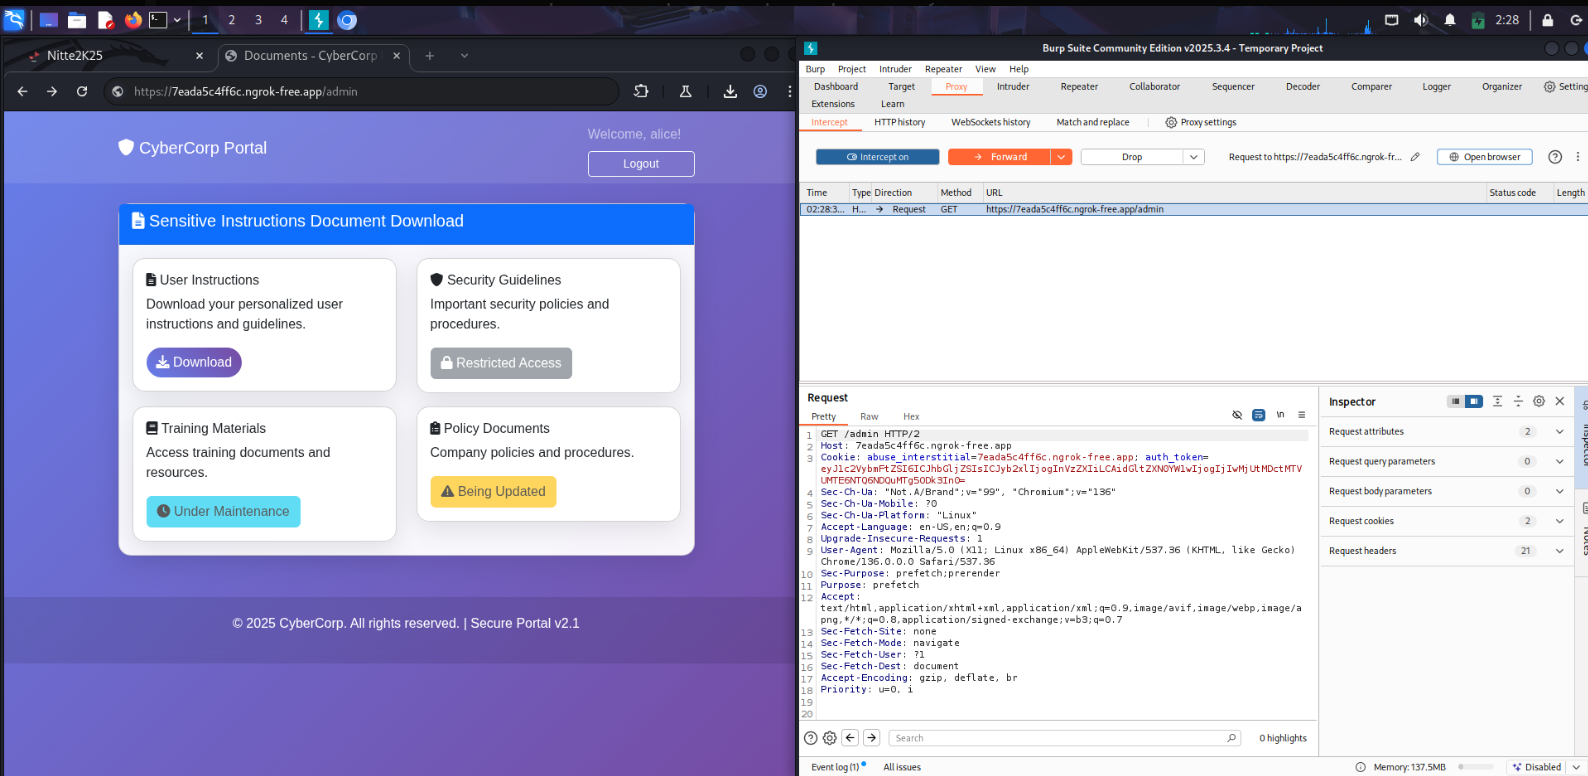 1 2 3 4
2:28
Nitte2K25
Documents - CyberCorp
https://7eada5c4ff6c.ngrok-free.app/admin
CyberCorp Portal
Welcome, alice!
Logout
Sensitive Instructions Document Download
User Instructions
Download your personalized user
instructions and guidelines.
Download
Security Guidelines
Important security policies and
procedures.
Restricted Access
Training Materials
Access training documents and
resources.
Under Maintenance
Policy Documents
Company policies and procedures.
Being Updated
© 2025 CyberCorp. All rights reserved. | Secure Portal v2.1
Burp Suite Community Edition v2025.3.4 - Temporary Project
Burp Project Intruder Repeater View Help
Dashboard Target Proxy Intruder Repeater Collaborator Sequencer Decoder Comparer Logger Organizer Setting
Extensions Learn
Intercept HTTP history WebSockets history Match and replace Proxy settings
Intercept on Forward Drop Request to https://7eada5c4ff6c.ngrok-fr... Open browser
Time Type Direction Method URL Status code Length
02:28:3... H... → Request GET https://7eada5c4ff6c.ngrok-free.app/admin
Request
Pretty Raw Hex
\n
1 GET /admin HTTP/2
2 Host: 7eada5c4ff6c.ngrok-free.app
3 Cookie: abuse_interstitial=7eada5c4ff6c.ngrok-free.app; auth_token=
4 Sec-Ch-Ua: "Not.A/Brand";v="99", "Chromium";v="136"
5 Sec-Ch-Ua-Mobile: ?0
6 Sec-Ch-Ua-Platform: "Linux"
7 Accept-Language: en-US,en;q=0.9
8 Upgrade-Insecure-Requests: 1
9 User-Agent: Mozilla/5.0 (X11; Linux x86_64) AppleWebKit/537.36 (KHTML, like Gecko)
Chrome/136.0.0.0 Safari/537.36
10 Sec-Purpose: prefetch;prerender
11 Purpose: prefetch
12 Accept:
text/html,application/xhtml+xml,application/xml;q=0.9,image/avif,image/webp,image/a
png,*/*;q=0.8,application/signed-exchange;v=b3;q=0.7
13 Sec-Fetch-Site: none
14 Sec-Fetch-Mode: navigate
15 Sec-Fetch-User: ?1
16 Sec-Fetch-Dest: document
17 Accept-Encoding: gzip, deflate, br
18 Priority: u=0, i
19
20
Search
0 highlights
Inspector
Request attributes 2
Request query parameters 0
Request body parameters 0
Request cookies 2
Request headers 21
Inspector
Notes
Event log (1) All issues
Memory: 137.5MB
Disabled